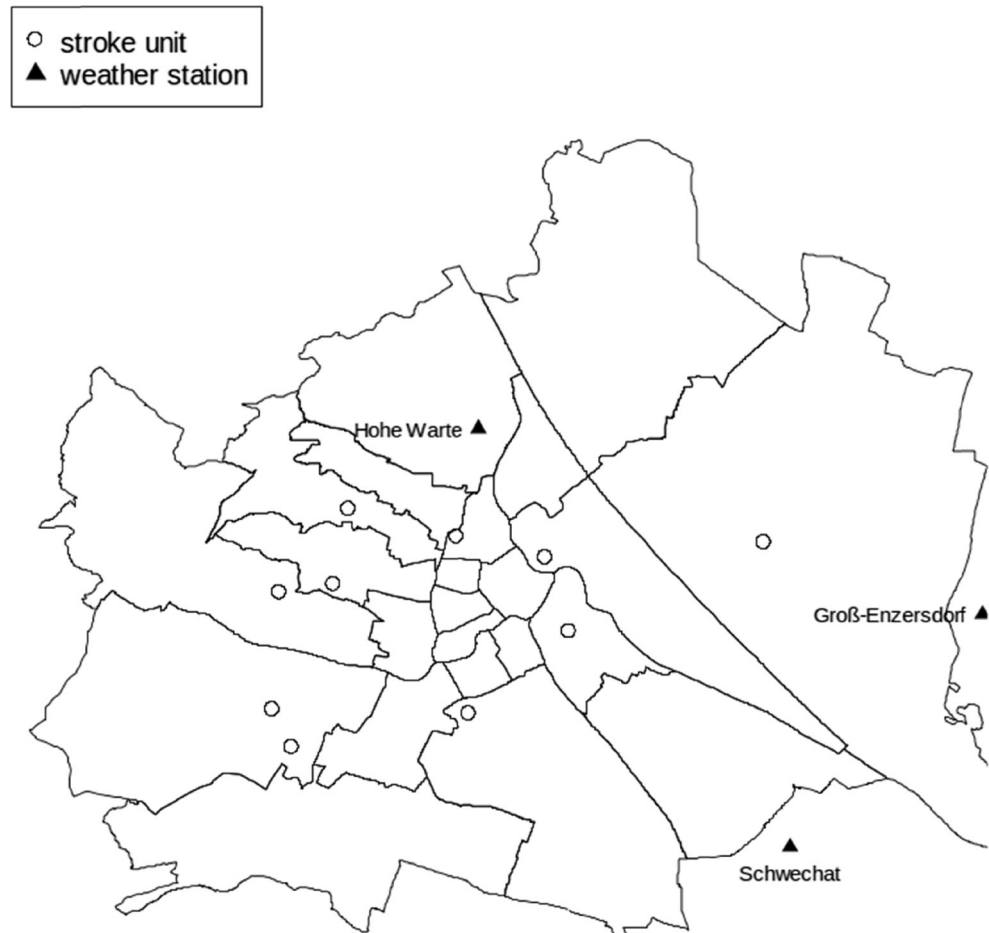 stroke unit
weather station
Hohe Warte
Groß-Enzersdorf
Schwechat